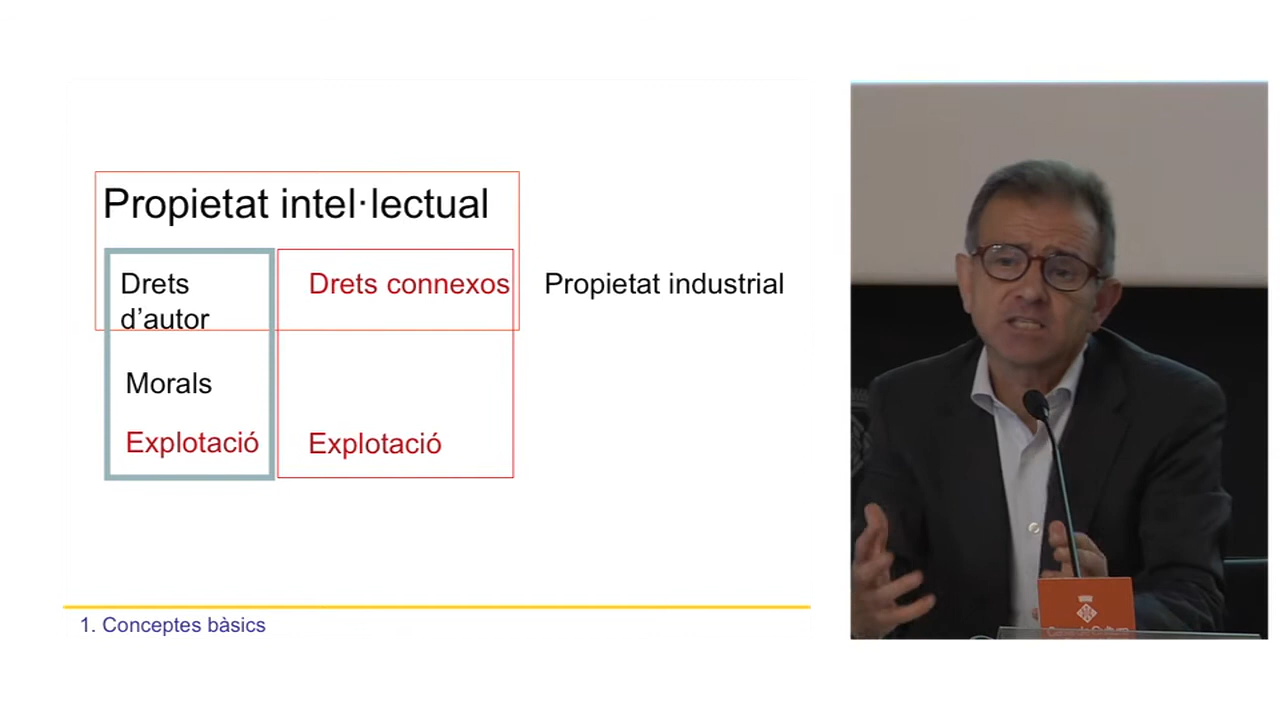 Propietat intel·lectual
Drets
d'autor
Drets connexos
Propietat industrial
Morals
Explotació
Explotació
1. Conceptes bàsics